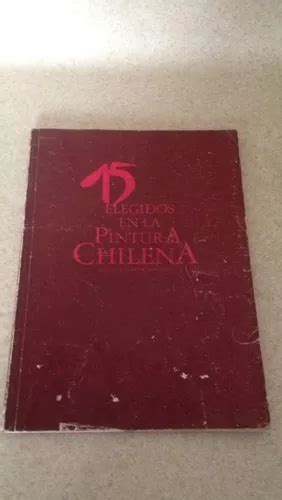 15
ELEGIDOS
EN LA
PINTURA
CHILENA